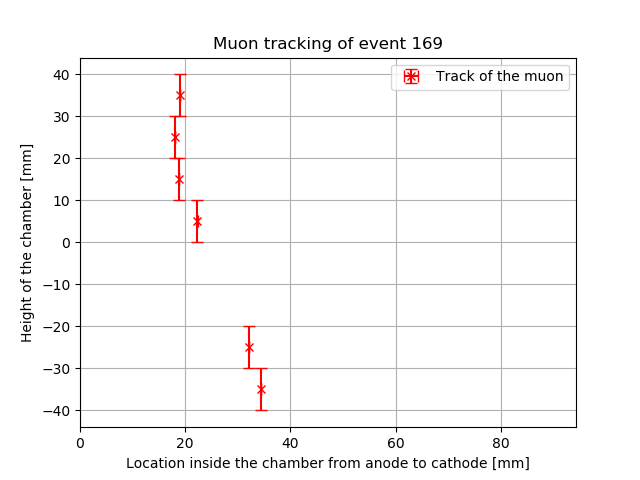 Muon tracking of event 169
Track of the muon
Height of the chamber [mm]
40
30
20
10
0
−10
−20
−30
−40
0 20 40 60 80
Location inside the chamber from anode to cathode [mm]